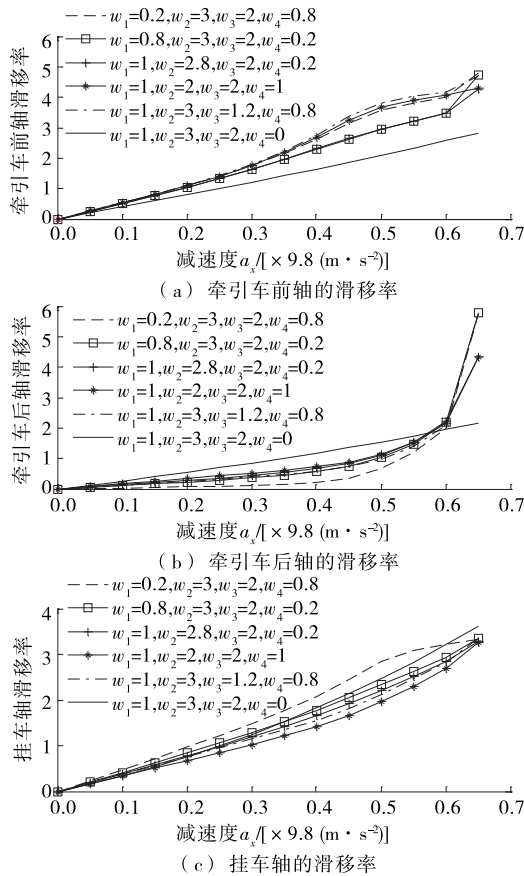 w₁=0.2,w₂=3,w₃=2,w₄=0.8
w₁=0.8,w₂=3,w₃=2,w₄=0.2
w₁=1,w₂=2.8,w₃=2,w₄=0.2
w₁=1,w₂=2,w₃=2,w₄=1
w₁=1,w₂=3,w₃=1.2,w₄=0.8
w₁=1,w₂=3,w₃=2,w₄=0
牵引车前轴滑移率
6
5
4
3
2
1
0
0.0 0.1 0.2 0.3 0.4 0.5 0.6 0.7
减速度aₓ/[×9.8 (m·s⁻²)]
(a) 牵引车前轴的滑移率
w₁=0.2,w₂=3,w₃=2,w₄=0.8
w₁=0.8,w₂=3,w₃=2,w₄=0.2
w₁=1,w₂=2.8,w₃=2,w₄=0.2
w₁=1,w₂=2,w₃=2,w₄=1
w₁=1,w₂=3,w₃=1.2,w₄=0.8
w₁=1,w₂=3,w₃=2,w₄=0
牵引车后轴滑移率
6
5
4
3
2
1
0
0.0 0.1 0.2 0.3 0.4 0.5 0.6 0.7
减速度aₓ/[×9.8 (m·s⁻²)]
(b) 牵引车后轴的滑移率
w₁=0.2,w₂=3,w₃=2,w₄=0.8
w₁=0.8,w₂=3,w₃=2,w₄=0.2
w₁=1,w₂=2.8,w₃=2,w₄=0.2
w₁=1,w₂=2,w₃=2,w₄=1
w₁=1,w₂=3,w₃=1.2,w₄=0.8
w₁=1,w₂=3,w₃=2,w₄=0
挂车轴滑移率
4
3
2
1
0
0.0 0.1 0.2 0.3 0.4 0.5 0.6 0.7
减速度aₓ/[×9.8 (m·s⁻²)]
(c) 挂车轴的滑移率